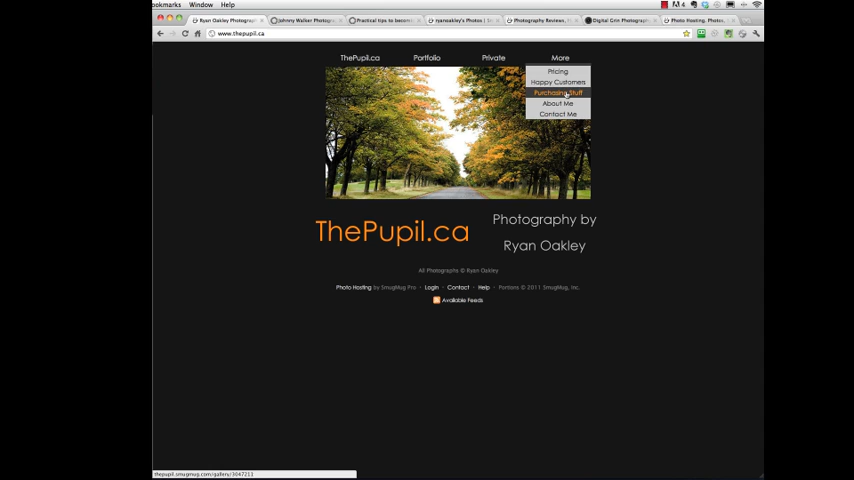 okmarks Window Help
Ryan Oakley Photograph
Johnny Walker Photogra
Practical tips to become
ryanoakley's Photos | S
Photography Reviews, H
Digital Grin Photograph
Photo Hosting. Photos.
www.thepupil.ca
ThePupil.ca Portfolio Private More
Pricing
Happy Customers
Purchasing Stuff
About Me
Contact Me
ThePupil.ca
Photography by
Ryan Oakley
All Photographs © Ryan Oakley
Photo Hosting by SmugMug Pro - Login - Contact - Help - Portions © 2011 SmugMug, Inc.
Available Feeds
thepupil.smugmug.com/gallery/3047211